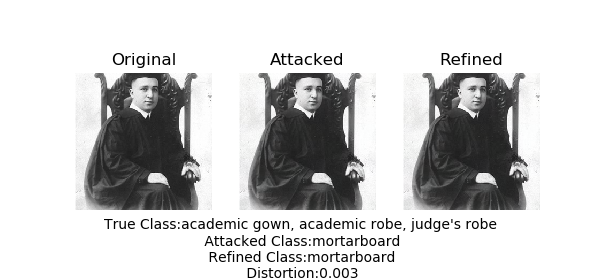 Original Attacked Refined
True Class:academic gown, academic robe, judge's robe
Attacked Class:mortarboard
Refined Class:mortarboard
Distortion:0.003